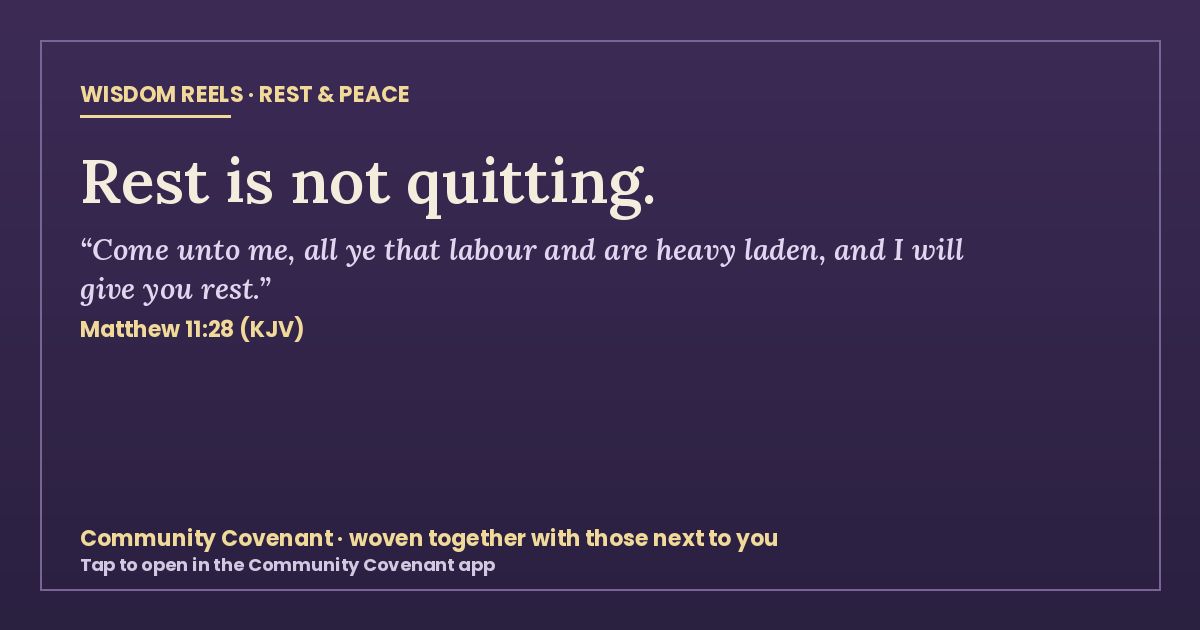 WISDOM REELS · REST & PEACE
Rest is not quitting.
“Come unto me, all ye that labour and are heavy laden, and I will
give you rest.”
Matthew 11:28 (KJV)
Community Covenant · woven together with those next to you
Tap to open in the Community Covenant app